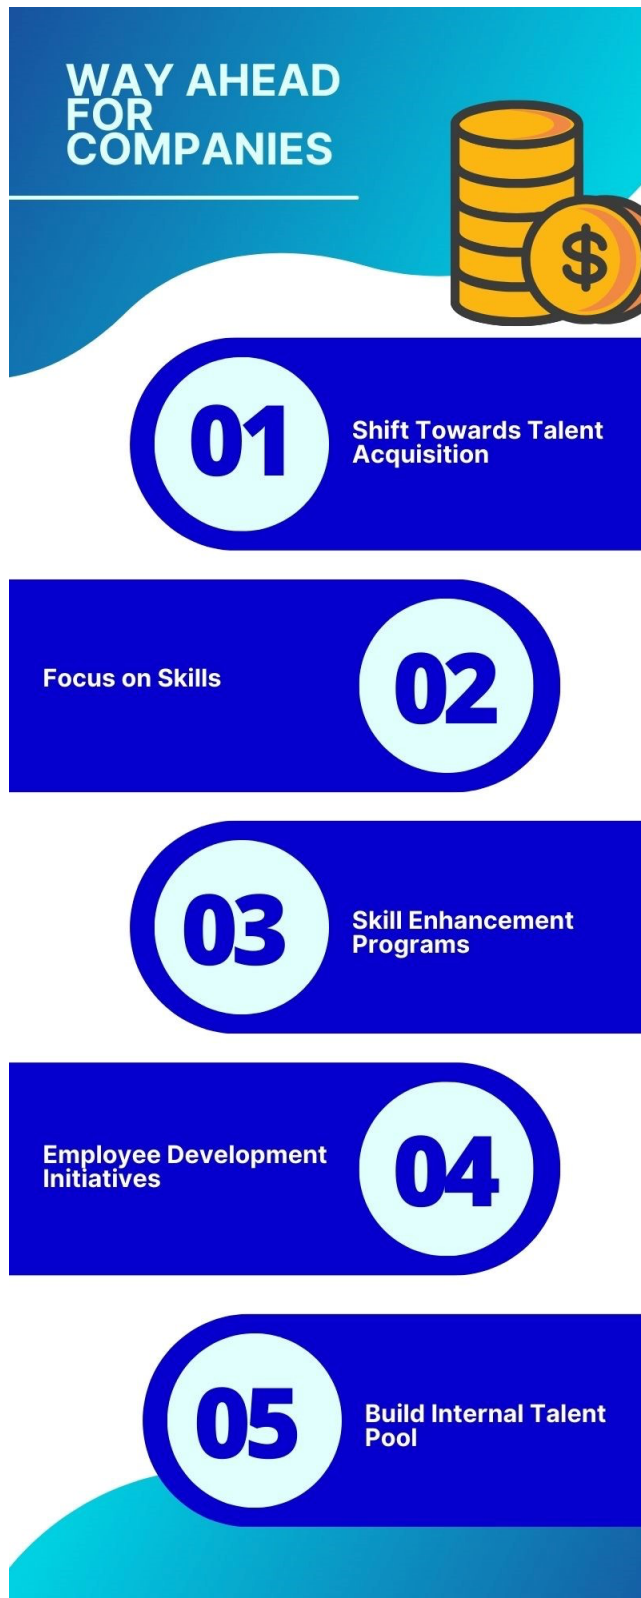 WAY AHEAD
FOR
COMPANIES
$
01
Shift Towards Talent
Acquisition
Focus on Skills
02
03
Skill Enhancement
Programs
Employee Development
Initiatives
04
05
Build Internal Talent
Pool